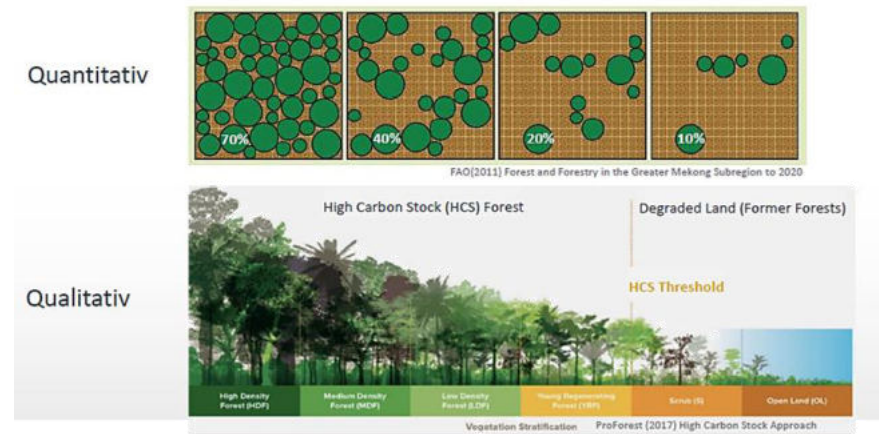 Quantitativ
70%
40%
20%
10%
FAO(2011) Forest and Forestry in the Greater Mekong Subregion to 2020
High Carbon Stock (HCS) Forest
Degraded Land (Former Forests)
HCS Threshold
Qualitativ
High Density
Forest (HDF)
Medium Density
Forest (MDF)
Low Density
Forest (LDF)
Young Regenerating
Forest (YRF)
Scrub (S)
Open Land (OL)
Vegetation Stratification
ProForest (2017) High Carbon Stock Approach